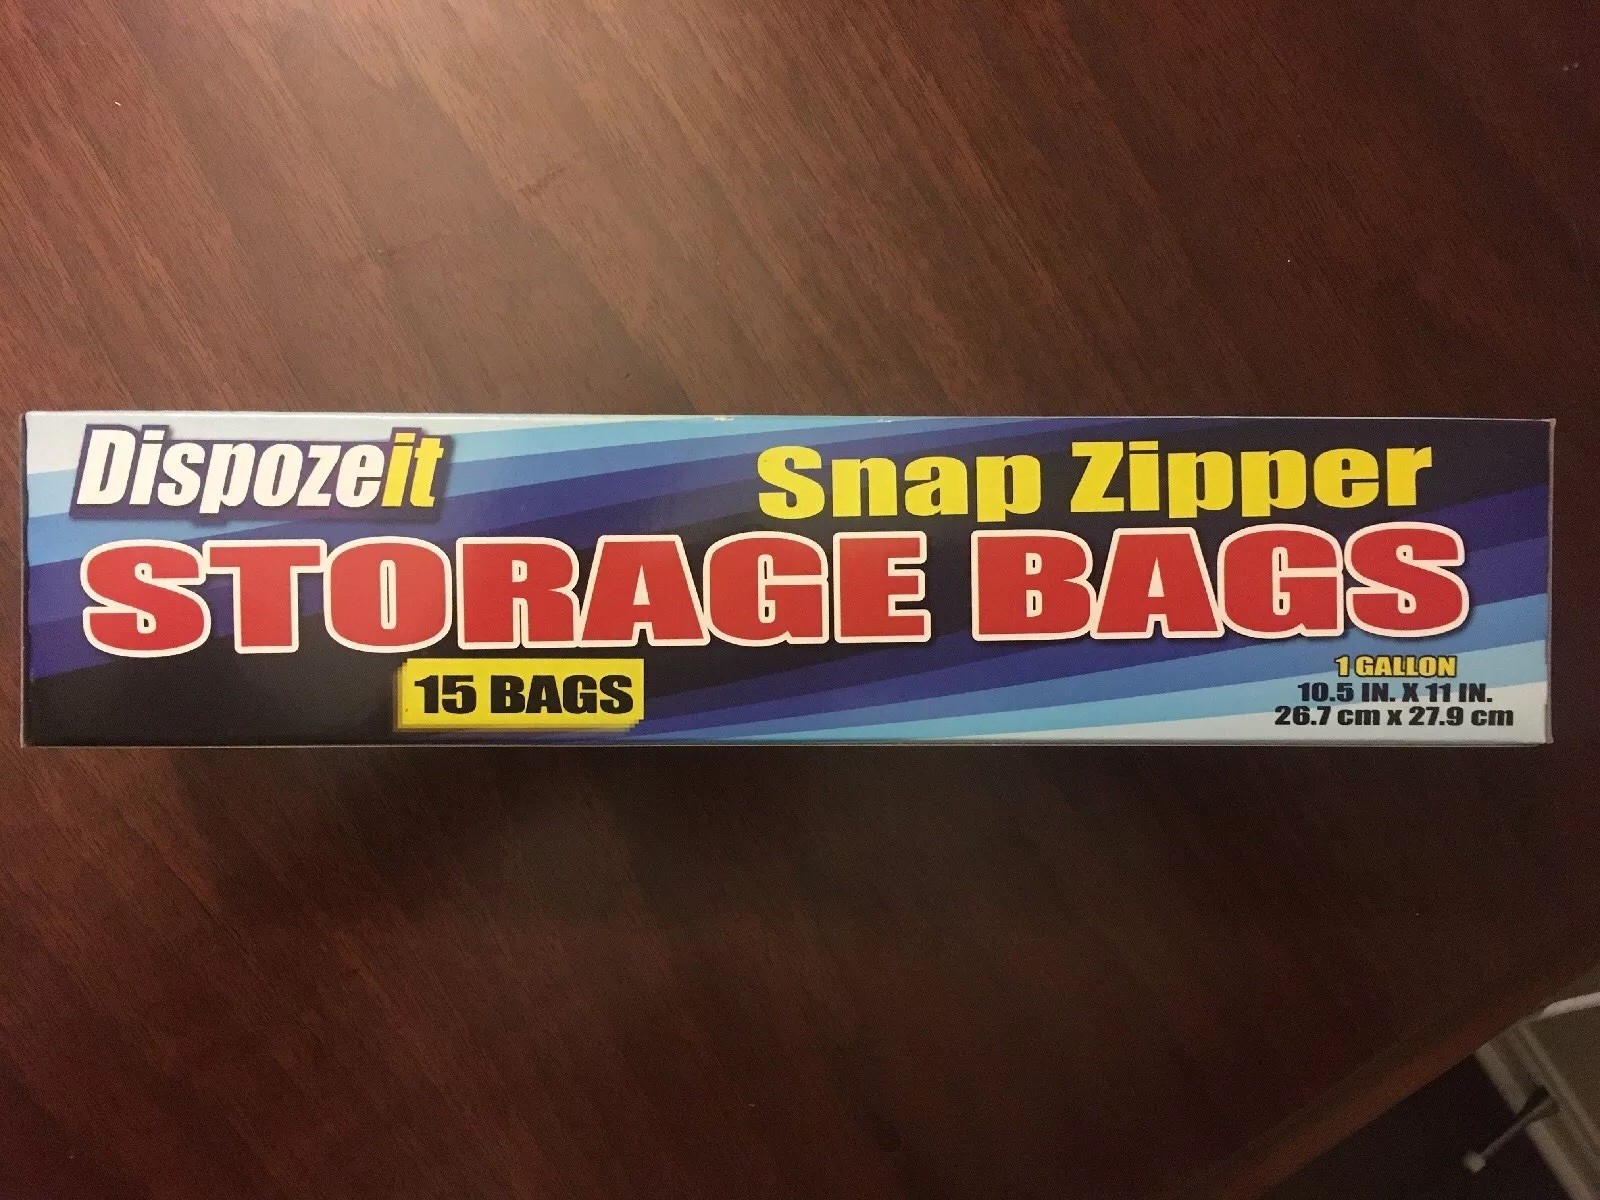 Dispozeit
Snap Zipper
STORAGE BAGS
15 BAGS
1 GALLON
10.5 IN. X 11 IN.
26.7 cm x 27.9 cm